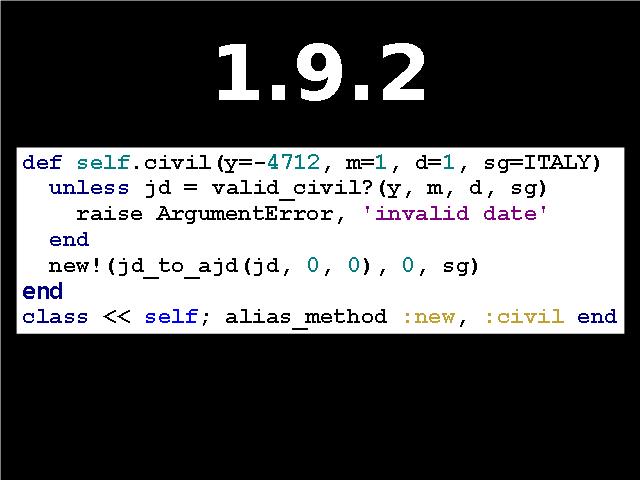 1.9.2
def self.civil(y=-4712, m=1, d=1, sg=ITALY)
  unless jd = valid_civil?(y, m, d, sg)
    raise ArgumentError, 'invalid date'
  end
  new!(jd_to_ajd(jd, 0, 0), 0, sg)
end
class << self; alias_method :new, :civil end